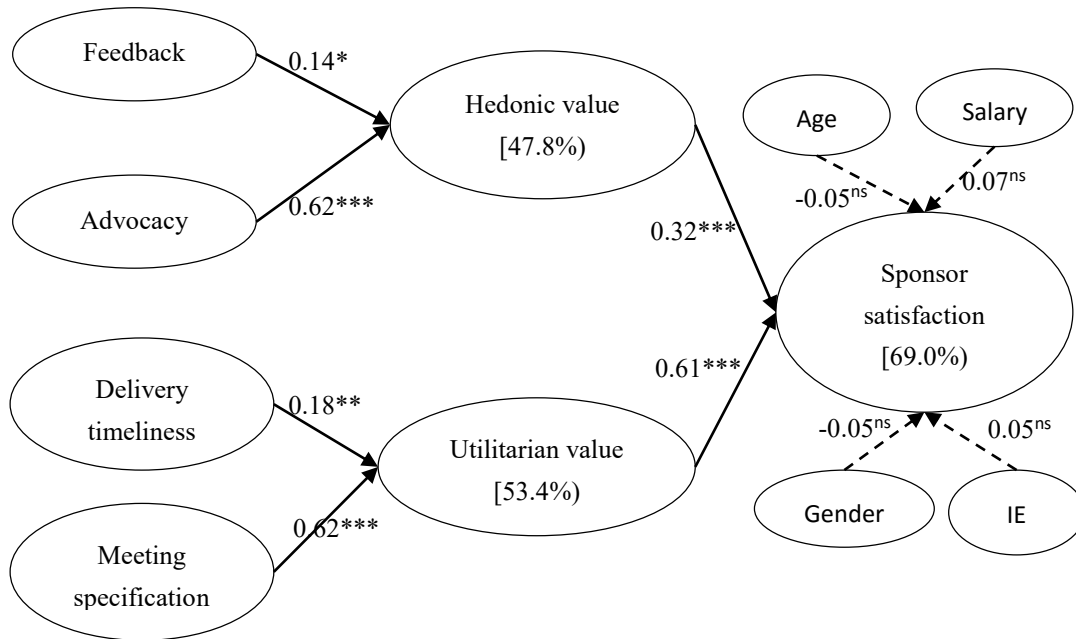 Feedback
0.14*
Hedonic value
[47.8%)
Age
Salary
Advocacy
0.62***
-0.05ns
0.07ns
0.32***
Sponsor
satisfaction
[69.0%)
Delivery
timeliness
0.18**
0.61***
Utilitarian value
[53.4%)
-0.05ns
0.05ns
Meeting
specification
0.62***
Gender
IE